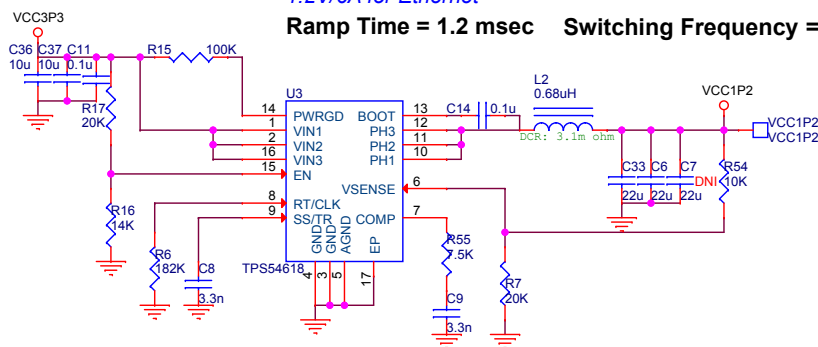 Ramp Time = 1.2 msec Switching Frequency =
VCC3P3
C36 C37 C11
10u 10u 0.1u
R15 100K
R17
20K
U3
14 PWRGD BOOT 13
1 VIN1 PH3 12
2 VIN2 PH2 11
16 VIN3 PH1 10
15 EN
VSENSE 6
8 RT/CLK
9 SS/TR COMP 7
GND GND AGND EP
4 3 5 17
TPS54618
C14 0.1u
L2
0.68uH
DCR: 3.1m ohm
VCC1P2
VCC1P2
VCC1P2
C33 C6 C7 DNI
22u 22u 22u
R54
10K
R16
14K
R6
182K
C8
3.3n
R55
7.5K
C9
3.3n
R7
20K